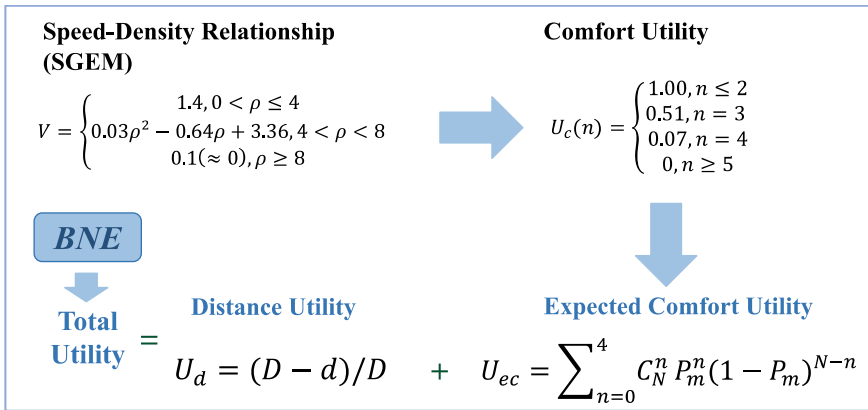 Speed-Density Relationship
(SGEM)
Comfort Utility
V = { 1.4, 0 < ρ ≤ 4
0.03ρ² − 0.64ρ + 3.36, 4 < ρ < 8
0.1(≈ 0), ρ ≥ 8
U_c(n) = { 1.00, n ≤ 2
0.51, n = 3
0.07, n = 4
0, n ≥ 5
BNE
Total
Utility
=
Distance Utility
U_d = (D − d)/D
+
Expected Comfort Utility
U_ec = ∑_{n=0}^{4} C_N^n P_m^n (1 − P_m)^{N−n}